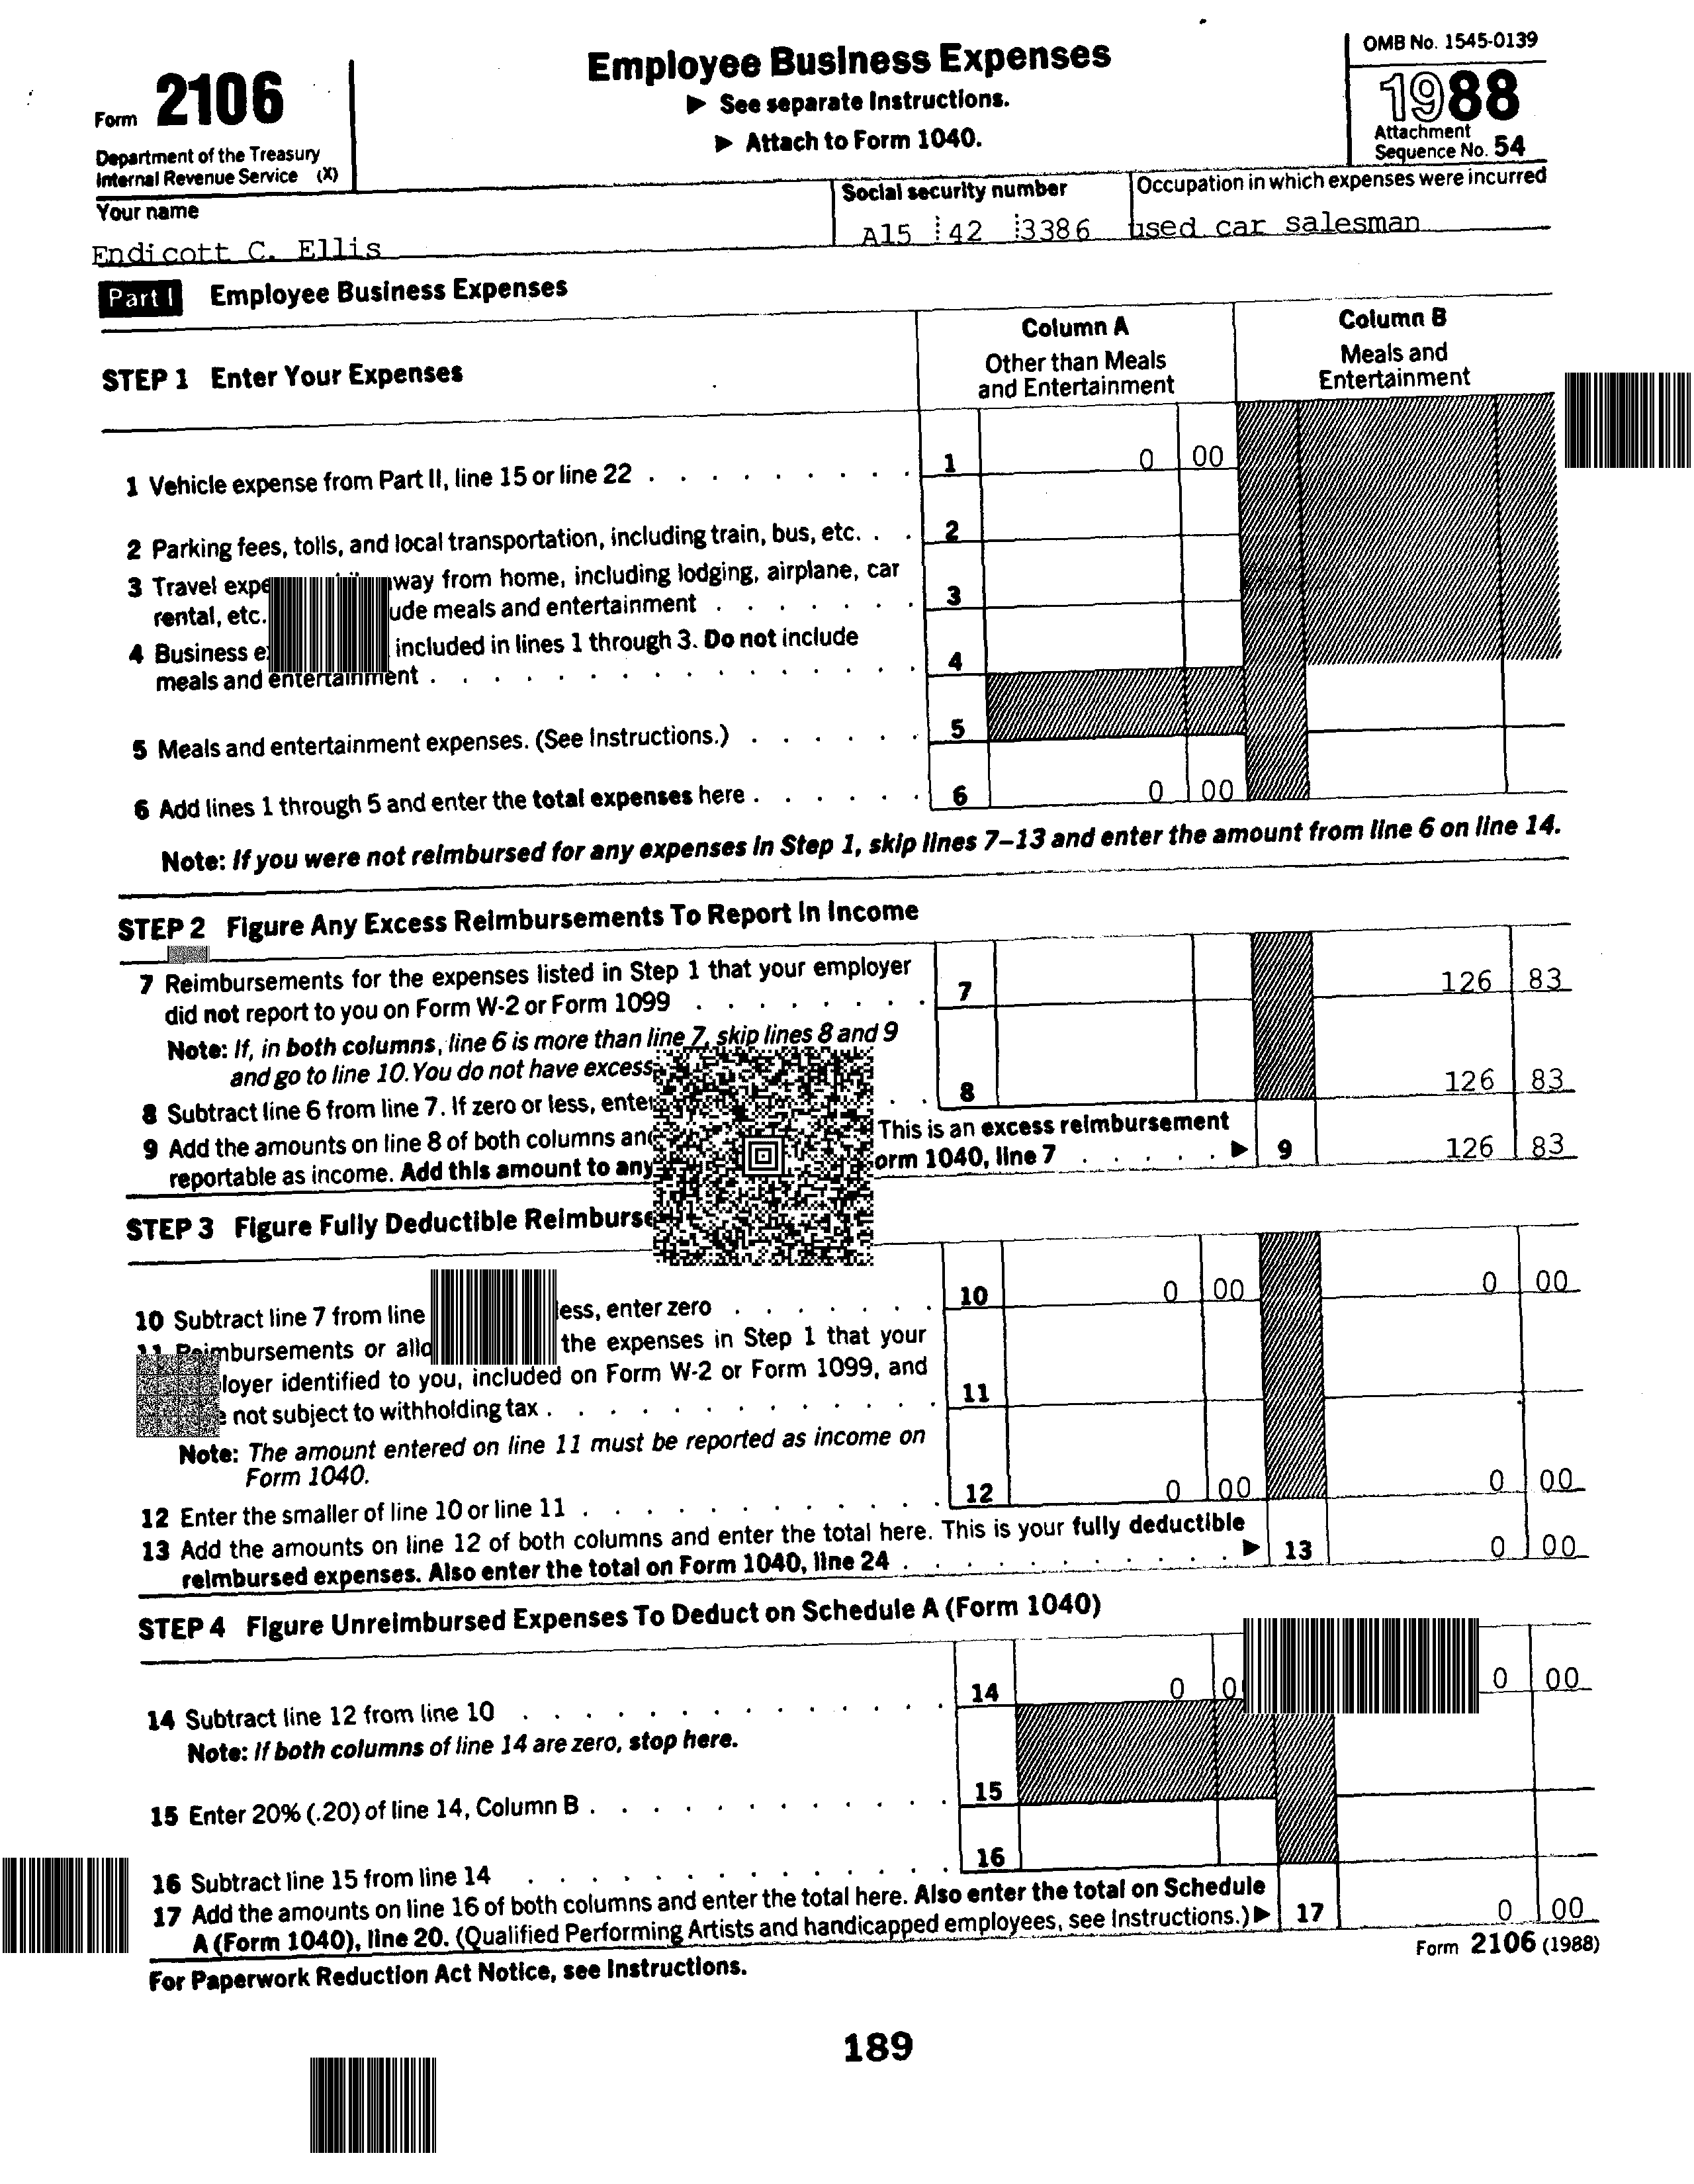 Form 2106
Department of the Treasury
Internal Revenue Service (X)
Employee Business Expenses
▶ See separate Instructions.
▶ Attach to Form 1040.
OMB No. 1545-0139
1988
Attachment
Sequence No. 54
Your name
Endicott C. Ellis
Social security number
A15 42 3386
Occupation in which expenses were incurred
used car salesman
Part I Employee Business Expenses
STEP 1 Enter Your Expenses
Column A
Other than Meals
and Entertainment
Column B
Meals and
Entertainment
1 Vehicle expense from Part II, line 15 or line 22 . . . . . . . . . 1 0 00
2 Parking fees, tolls, and local transportation, including train, bus, etc. . . 2
3 Travel way from home, including lodging, airplane, car
rental, etc. meals and entertainment . . . . . . . 3
4 Business included in lines 1 through 3. Do not include
meals and entertainment . . . . . . . . . . . . . . . 4
5 Meals and entertainment expenses. (See Instructions.) . . . . . . 5
6 Add lines 1 through 5 and enter the total expenses here . . . . . . 6 0 00
Note: If you were not reimbursed for any expenses in Step 1, skip lines 7–13 and enter the amount from line 6 on line 14.
STEP 2 Figure Any Excess Reimbursements To Report In Income
7 Reimbursements for the expenses listed in Step 1 that your employer
did not report to you on Form W-2 or Form 1099 . . . . . . . . 7 126 83
Note: If, in both columns, line 6 is more than line 7, skip lines 8 and 9
and go to line 10. You do not have excess
8 Subtract line 6 from line 7. If zero or less, enter . . 8 126 83
9 Add the amounts on line 8 of both columns and This is an excess reimbursement
reportable as income. Add this amount to any Form 1040, line 7 . . . . . ▶ 9 126 83
STEP 3 Figure Fully Deductible
10 Subtract line 7 from line less, enter zero . . . . . . . 10 0 00 0 00
11 Reimbursements or the expenses in Step 1 that your
identified to you, included on Form W-2 or Form 1099, and
not subject to withholding tax . . . . . . . . . . . . . 11
Note: The amount entered on line 11 must be reported as income on
Form 1040.
12 Enter the smaller of line 10 or line 11 . . . . . . . . . . . . 12 0 00 0 00
13 Add the amounts on line 12 of both columns and enter the total here. This is your fully deductible
reimbursed expenses. Also enter the total on Form 1040, line 24 . . . . . . . . . . . ▶ 13 0 00
STEP 4 Figure Unreimbursed Expenses To Deduct on Schedule A (Form 1040)
14 Subtract line 12 from line 10 . . . . . . . . . . . . . . 14 0 0 0 00
Note: If both columns of line 14 are zero, stop here.
15 Enter 20% (.20) of line 14, Column B . . . . . . . . . . . . 15
16 Subtract line 15 from line 14 . . . . . . . . . . . . . . 16
17 Add the amounts on line 16 of both columns and enter the total here. Also enter the total on Schedule
A (Form 1040), line 20. (Qualified Performing Artists and handicapped employees, see Instructions.) ▶ 17 0 00
For Paperwork Reduction Act Notice, see Instructions.
Form 2106 (1988)
189